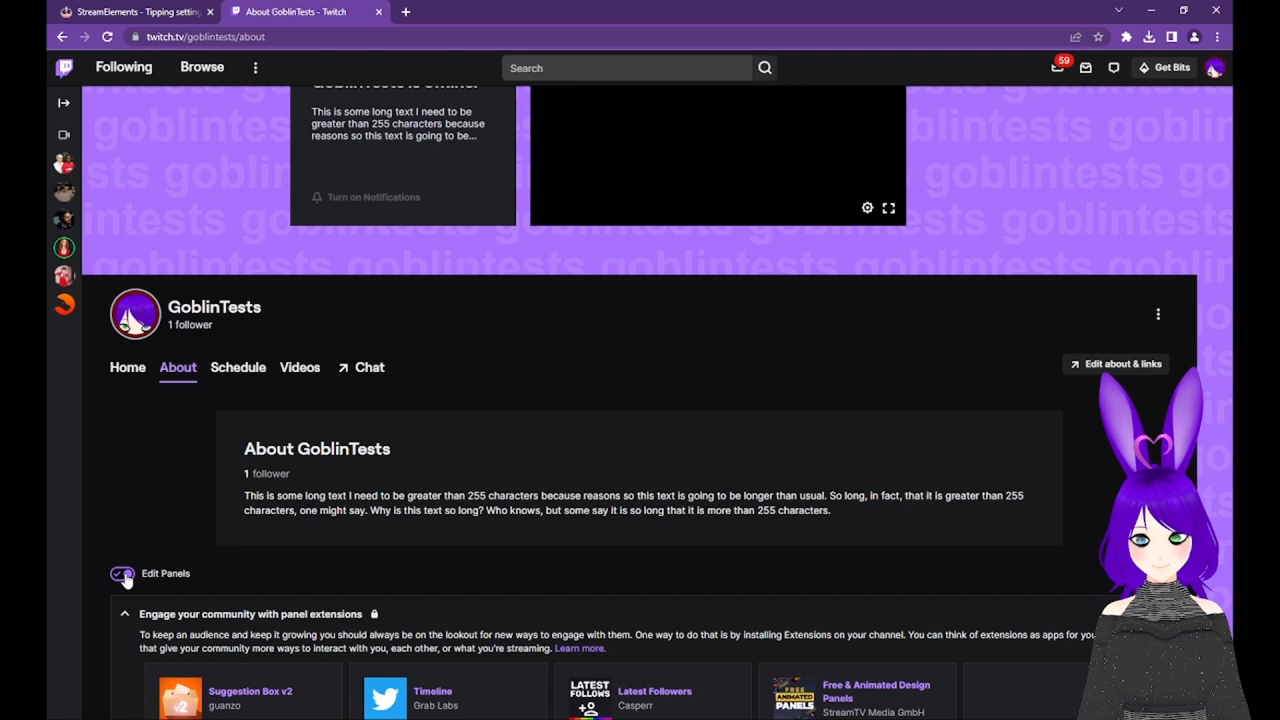 StreamElements - Tipping setting
About GoblinTests - Twitch
twitch.tv/goblintests/about
Following
Browse
Search
59
Get Bits
GoblinTests is offline.
This is some long text I need to be
greater than 255 characters because
reasons so this text is going to be...
Turn on Notifications
goblintests
GoblinTests
1 follower
Home
About
Schedule
Videos
Chat
Edit about & links
About GoblinTests
1 follower
This is some long text I need to be greater than 255 characters because reasons so this text is going to be longer than usual. So long, in fact, that it is greater than 255
characters, one might say. Why is this text so long? Who knows, but some say it is so long that it is more than 255 characters.
Edit Panels
Engage your community with panel extensions
To keep an audience and keep it growing you should always be on the lookout for new ways to engage with them. One way to do that is by installing Extensions on your channel. You can think of extensions as apps for you
that give your community more ways to interact with you, each other, or what you're streaming. Learn more.
v2
Suggestion Box v2
guanzo
Timeline
Grab Labs
LATEST
FOLLOWS
Latest Followers
Casperr
FREE
ANIMATED
PANELS
Free & Animated Design
Panels
StreamTV Media GmbH